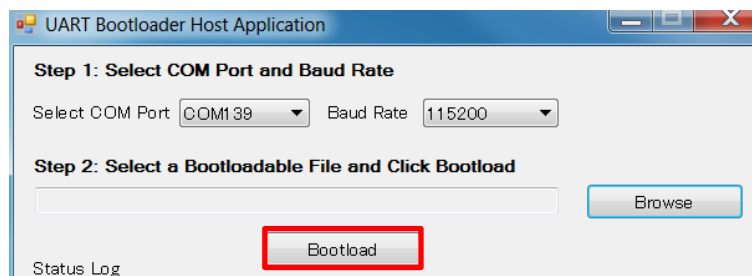 UART Bootloader Host Application
Step 1: Select COM Port and Baud Rate
Select COM Port COM139 Baud Rate 115200
Step 2: Select a Bootloadable File and Click Bootload
Browse
Bootload
Status Log